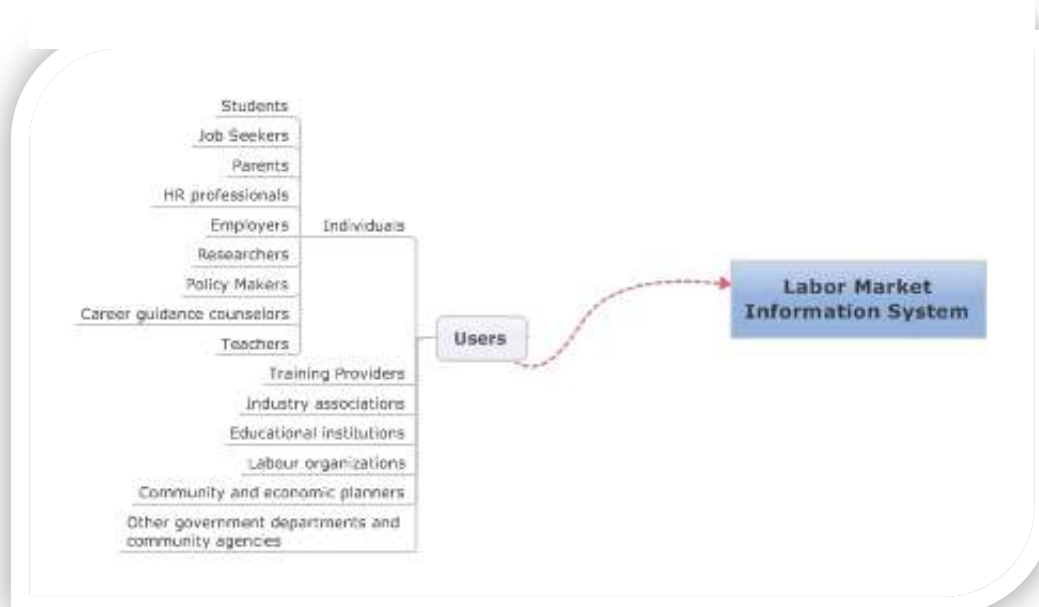 Students
Job Seekers
Parents
HR professionals
Employers
Individuals
Researchers
Policy Makers
Career guidance counselors
Teachers
Users
Training Providers
Industry associations
Educational institutions
Labour organizations
Community and economic planners
Other government departments and
community agencies
Labor Market
Information System